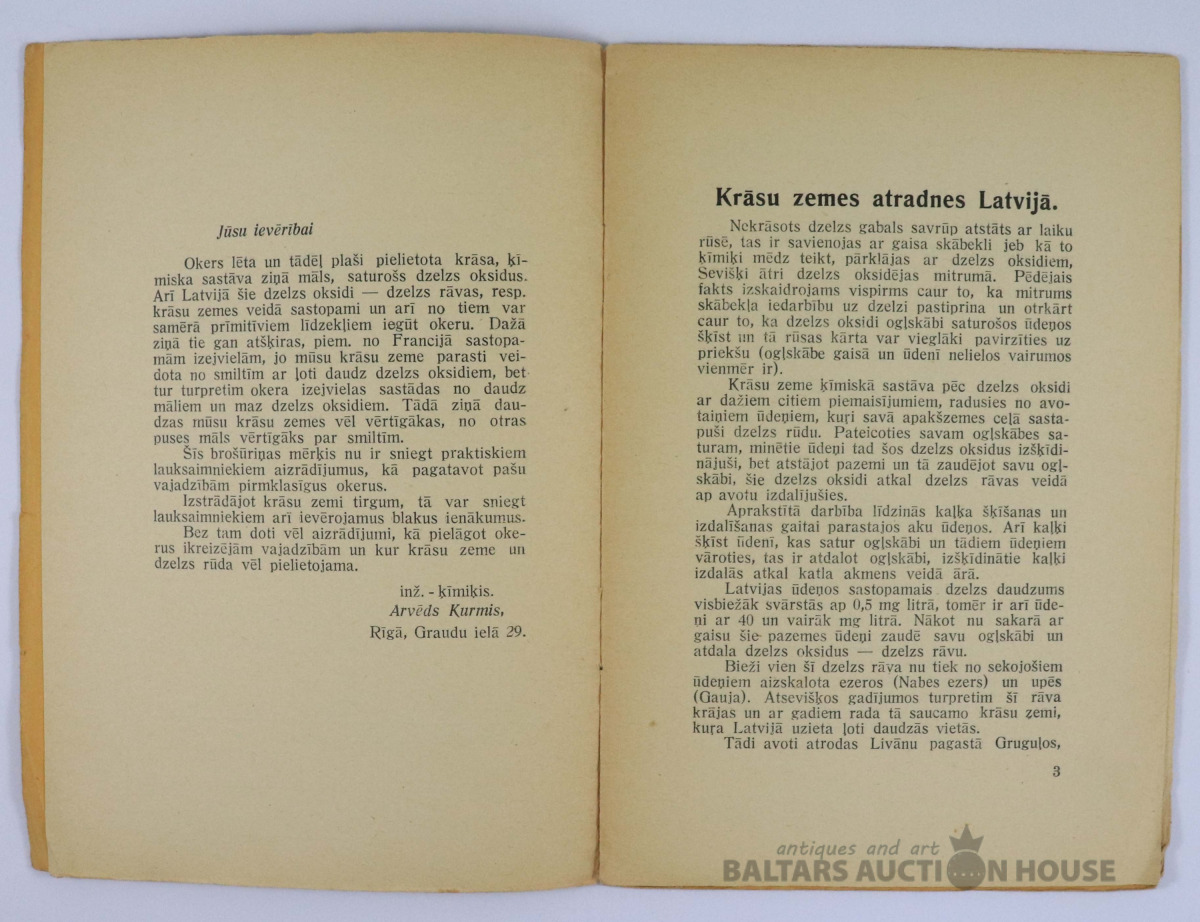 Jūsu ievērībai
Okers lēta un tādēļ plaši pielietota krāsa, ķī-
miska sastāva ziņā māls, saturošs dzelzs oksidus.
Arī Latvijā šie dzelzs oksidi — dzelzs rāvas, resp.
krāsu zemes veidā sastopami un arī no tiem var
samērā prīmitīviem līdzekļiem iegūt okeru. Dažā
ziņā tie gan atšķiras, piem. no Francijā sastopa-
mām izejvielām, jo mūsu krāsu zeme parasti vei-
dota no smiltīm ar ļoti daudz dzelzs oksidiem, bet
tur turpretim okera izejvielas sastādas no daudz
māliem un maz dzelzs oksidiem. Tādā ziņā dau-
dzas mūsu krāsu zemes vēl vērtīgākas, no otras
puses māls vērtīgāks par smiltīm.
Šīs brošūriņas mērķis nu ir sniegt praktiskiem
lauksaimniekiem aizrādījumus, kā pagatavot pašu
vajadzībām pirmklasīgus okerus.
Izstrādājot krāsu zemi tirgum, tā var sniegt
lauksaimniekiem arī ievērojamus blakus ienākumus.
Bez tam doti vēl aizrādījumi, kā pielāgot oke-
rus ikreizējām vajadzībām un kur krāsu zeme un
dzelzs rūda vēl pielietojama.
inž. - ķīmiķis.
Arvēds Kurmis,
Rīgā, Graudu ielā 29.
Krāsu zemes atradnes Latvijā.
Nekrāsots dzelzs gabals savrūp atstāts ar laiku
rūsē, tas ir savienojas ar gaisa skābekli jeb kā to
ķīmiķi mēdz teikt, pārklājas ar dzelzs oksidiem,
Sevišķi ātri dzelzs oksidējas mitrumā. Pēdējais
fakts izskaidrojams vispirms caur to, ka mitrums
skābekļa iedarbību uz dzelzi pastiprina un otrkārt
caur to, ka dzelzs oksidi ogļskābi saturošos ūdeņos
šķīst un tā rūsas kārta var vieglāki pavirzīties uz
priekšu (ogļskābe gaisā un ūdenī nelielos vairumos
vienmēr ir).
Krāsu zeme ķīmiskā sastāva pēc dzelzs oksidi
ar dažiem citiem piemaisījumiem, radusies no avo-
taiņiem ūdeņiem, kuŗi savā apakšzemes ceļā sasta-
puši dzelzs rūdu. Pateicoties savam ogļskābes sa-
turam, minētie ūdeņi tad šos dzelzs oksidus izšķīdi-
nājuši, bet atstājot pazemi un tā zaudējot savu ogļ-
skābi, šie dzelzs oksidi atkal dzelzs rāvas veidā
ap avotu izdalījušies.
Aprakstītā darbība līdzinās kaļķa šķīšanas un
izdalīšanas gaitai parastajos aku ūdeņos. Arī kaļķi
šķīst ūdenī, kas satur ogļskābi un tādiem ūdeņiem
vāroties, tas ir atdalot ogļskābi, izšķīdinātie kaļķi
izdalās atkal katla akmens veidā ārā.
Latvijas ūdeņos sastopamais dzelzs daudzums
visbiežāk svārstās ap 0,5 mg litrā, tomēr ir arī ūde-
ņi ar 40 un vairāk mg litrā. Nākot nu sakarā ar
gaisu šie pazemes ūdeņi zaudē savu ogļskābi un
atdala dzelzs oksidus — dzelzs rāvu.
Bieži vien šī dzelzs rāva nu tiek no sekojošiem
ūdeņiem aizskalota ezeros (Nabes ezers) un upēs
(Gauja). Atsevišķos gadījumos turpretim šī rāva
krājas un ar gadiem rada tā saucamo krāsu zemi,
kuŗa Latvijā uzieta ļoti daudzās vietās.
Tādi avoti atrodas Livānu pagastā Gruguļos,
3
antiques and art
BALTARS AUCTION HOUSE